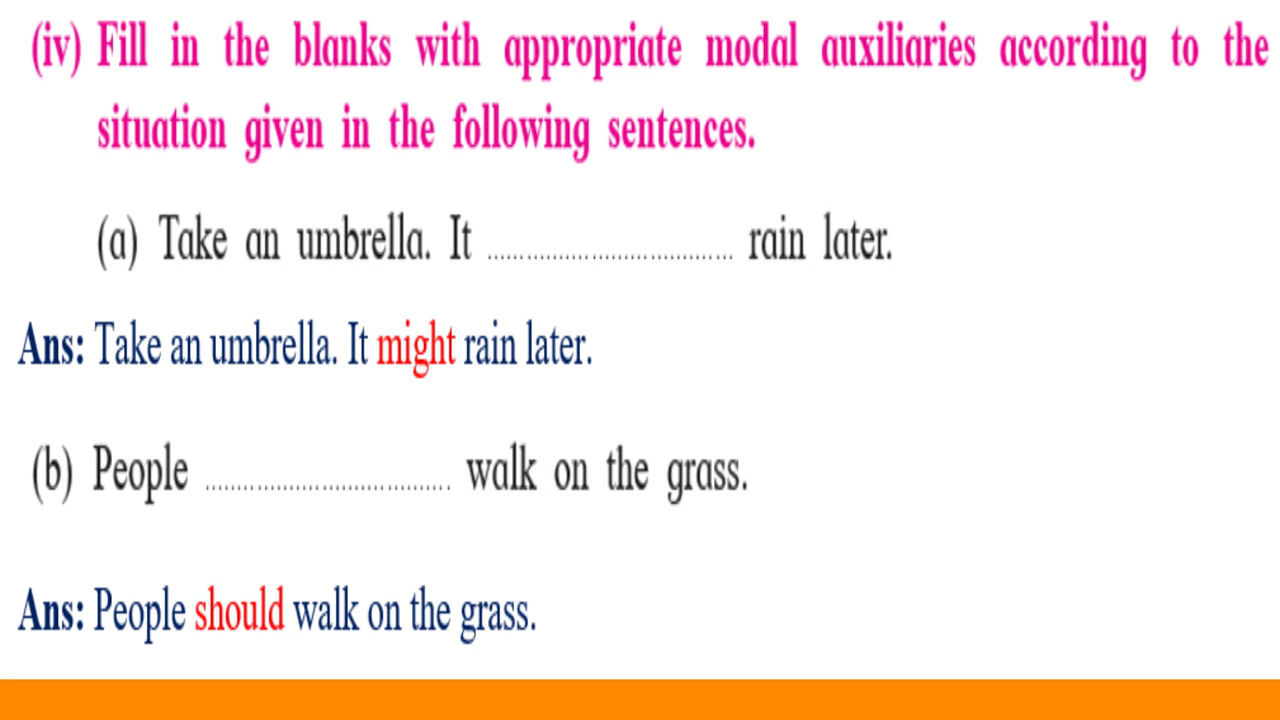 (iv) Fill in the blanks with appropriate modal auxiliaries according to the
situation given in the following sentences.
(a) Take an umbrella. It ...................................... rain later.
Ans: Take an umbrella. It might rain later.
(b) People ...................................... walk on the grass.
Ans: People should walk on the grass.